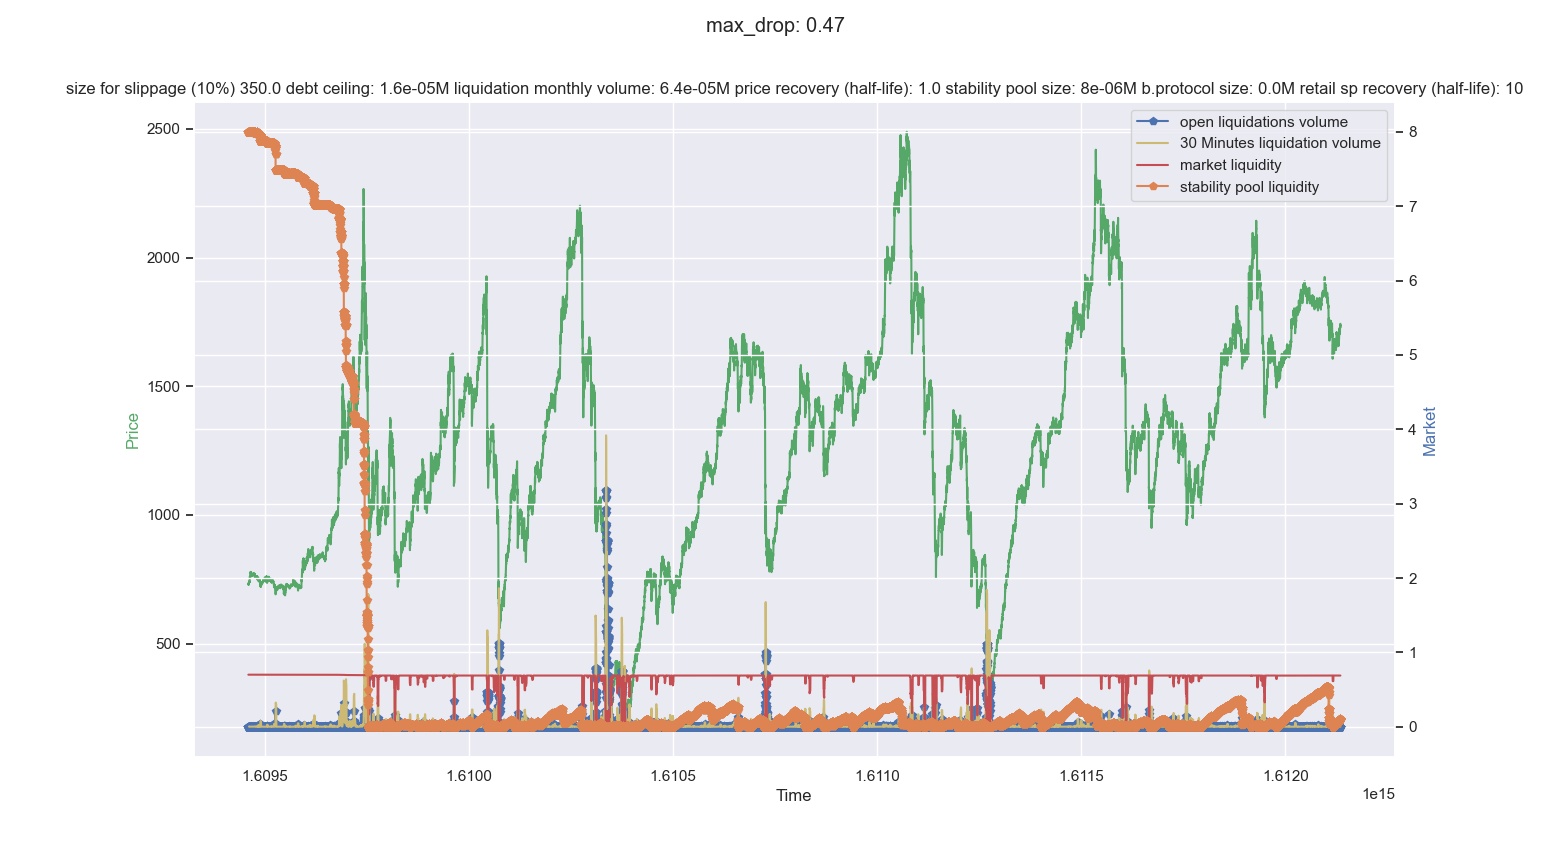 max_drop: 0.47
size for slippage (10%) 350.0 debt ceiling: 1.6e-05M liquidation monthly volume: 6.4e-05M price recovery (half-life): 1.0 stability pool size: 8e-06M b.protocol size: 0.0M retail sp recovery (half-life): 10
open liquidations volume
30 Minutes liquidation volume
market liquidity
stability pool liquidity
2500
2000
1500
1000
500
Price
8
7
6
5
4
3
2
1
0
Market
1.6095
1.6100
1.6105
1.6110
1.6115
1.6120
1e15
Time